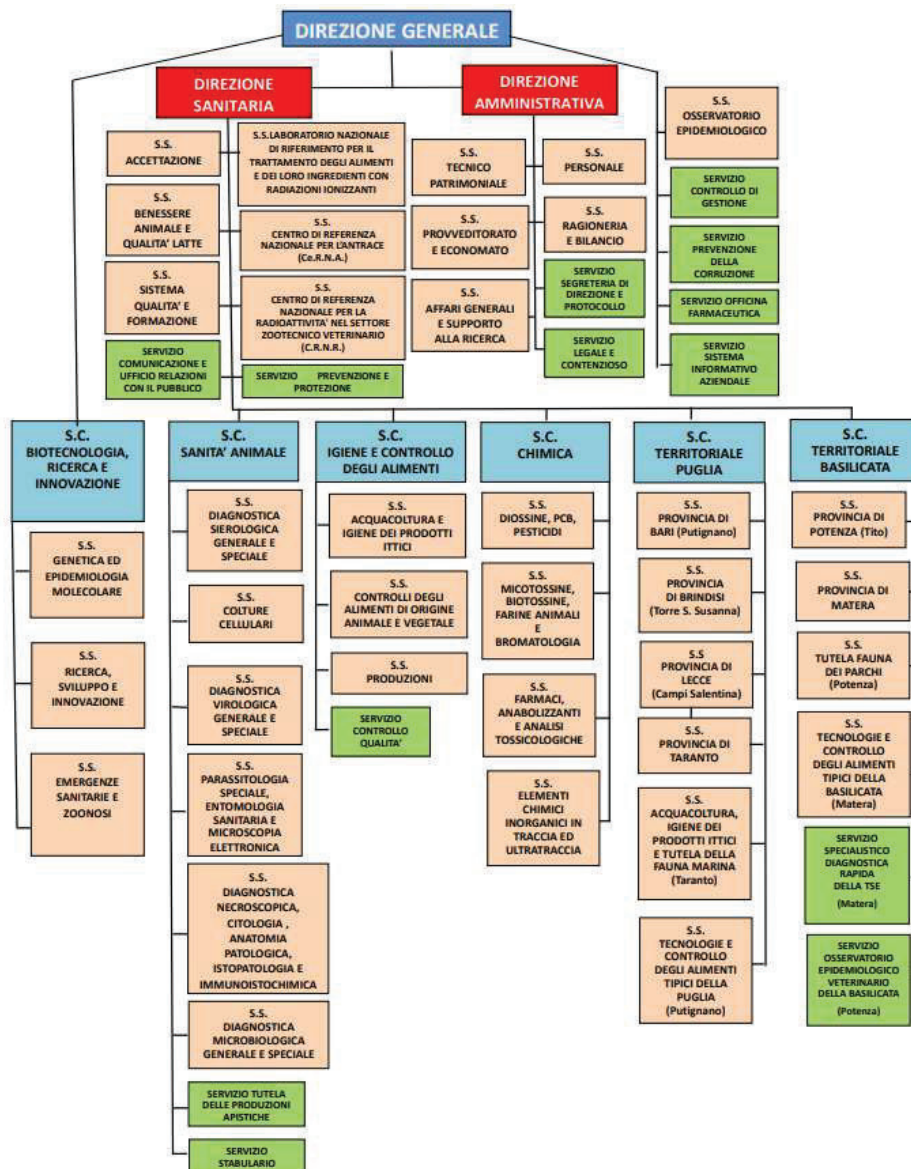 DIREZIONE GENERALE
DIREZIONE
SANITARIA
DIREZIONE
AMMINISTRATIVA
S.S.
ACCETTAZIONE
S.S.LABORATORIO NAZIONALE
DI RIFERIMENTO PER IL
TRATTAMENTO DEGLI ALIMENTI
E DEI LORO INGREDIENTI CON
RADIAZIONI IONIZZANTI
S.S.
BENESSERE
ANIMALE E
QUALITA' LATTE
S.S.
CENTRO DI REFERENZA
NAZIONALE PER L'ANTRACE
(Ce.R.N.A.)
S.S.
SISTEMA
QUALITA' E
FORMAZIONE
S.S.
CENTRO DI REFERENZA
NAZIONALE PER LA
RADIOATTIVITA' NEL SETTORE
ZOOTECNICO VETERINARIO
(C.R.N.R.)
SERVIZIO
COMUNICAZIONE E
UFFICIO RELAZIONI
CON IL PUBBLICO
SERVIZIO PREVENZIONE E
PROTEZIONE
S.S.
TECNICO
PATRIMONIALE
S.S.
PERSONALE
S.S.
PROVVEDITORATO
E ECONOMATO
S.S.
RAGIONERIA
E BILANCIO
S.S.
AFFARI GENERALI
E SUPPORTO
ALLA RICERCA
SERVIZIO
SEGRETERIA DI
DIREZIONE E
PROTOCOLLO
SERVIZIO
LEGALE E
CONTENZIOSO
S.S.
OSSERVATORIO
EPIDEMIOLOGICO
SERVIZIO
CONTROLLO DI
GESTIONE
SERVIZIO
PREVENZIONE
DELLA
CORRUZIONE
SERVIZIO OFFICINA
FARMACEUTICA
SERVIZIO
SISTEMA
INFORMATIVO
AZIENDALE
S.C.
BIOTECNOLOGIA,
RICERCA E
INNOVAZIONE
S.S.
GENETICA ED
EPIDEMIOLOGIA
MOLECOLARE
S.S.
RICERCA,
SVILUPPO E
INNOVAZIONE
S.S.
EMERGENZE
SANITARIE E
ZOONOSI
S.C.
SANITA' ANIMALE
S.S.
DIAGNOSTICA
SIEROLOGICA
GENERALE E
SPECIALE
S.S.
COLTURE
CELLULARI
S.S.
DIAGNOSTICA
VIROLOGICA
GENERALE E
SPECIALE
S.S.
PARASSITOLOGIA
SPECIALE,
ENTOMOLOGIA
SANITARIA E
MICROSCOPIA
ELETTRONICA
S.S.
DIAGNOSTICA
NECROSCOPICA,
CITOLOGIA ,
ANATOMIA
PATOLOGICA,
ISTOPATOLOGIA E
IMMUNOISTOCHIMICA
S.S.
DIAGNOSTICA
MICROBIOLOGICA
GENERALE E SPECIALE
SERVIZIO TUTELA
DELLE PRODUZIONI
APISTICHE
SERVIZIO
STABULARIO
S.C.
IGIENE E CONTROLLO
DEGLI ALIMENTI
S.S.
ACQUACOLTURA E
IGIENE DEI PRODOTTI
ITTICI
S.S.
CONTROLLI DEGLI
ALIMENTI DI ORIGINE
ANIMALE E VEGETALE
S.S.
PRODUZIONI
SERVIZIO
CONTROLLO
QUALITA'
S.C.
CHIMICA
S.S.
DIOSSINE, PCB,
PESTICIDI
S.S.
MICOTOSSINE,
BIOTOSSINE,
FARINE ANIMALI
E
BROMATOLOGIA
S.S.
FARMACI,
ANABOLIZZANTI
E ANALISI
TOSSICOLOGICHE
S.S.
ELEMENTI
CHIMICI
INORGANICI IN
TRACCIA ED
ULTRATRACCIA
S.C.
TERRITORIALE
PUGLIA
S.S.
PROVINCIA DI
BARI (Putignano)
S.S.
PROVINCIA
DI BRINDISI
(Torre S. Susanna)
S.S
PROVINCIA DI
LECCE
(Campi Salentina)
S.S.
PROVINCIA DI
TARANTO
S.S.
ACQUACOLTURA,
IGIENE DEI
PRODOTTI ITTICI
E TUTELA DELLA
FAUNA MARINA
(Taranto)
S.S.
TECNOLOGIE E
CONTROLLO
DEGLI ALIMENTI
TIPICI DELLA
PUGLIA
(Putignano)
S.C.
TERRITORIALE
BASILICATA
S.S.
PROVINCIA DI
POTENZA (Tito)
S.S.
PROVINCIA DI
MATERA
S.S.
TUTELA FAUNA
DEI PARCHI
(Potenza)
S.S.
TECNOLOGIE E
CONTROLLO
DEGLI ALIMENTI
TIPICI DELLA
BASILICATA
(Matera)
SERVIZIO
SPECIALISTICO
DIAGNOSTICA
RAPIDA
DELLA TSE
(Matera)
SERVIZIO
OSSERVATORIO
EPIDEMIOLOGICO
VETERINARIO
DELLA BASILICATA
(Potenza)